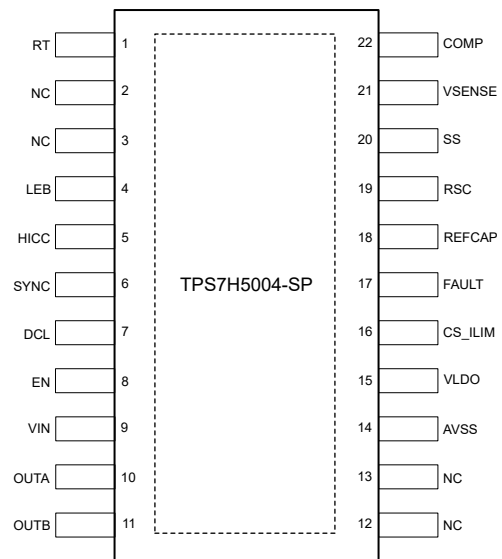 RT 1 22 COMP
NC 2 21 VSENSE
NC 3 20 SS
LEB 4 19 RSC
HICC 5 18 REFCAP
SYNC 6 TPS7H5004-SP 17 FAULT
DCL 7 16 CS_ILIM
EN 8 15 VLDO
VIN 9 14 AVSS
OUTA 10 13 NC
OUTB 11 12 NC